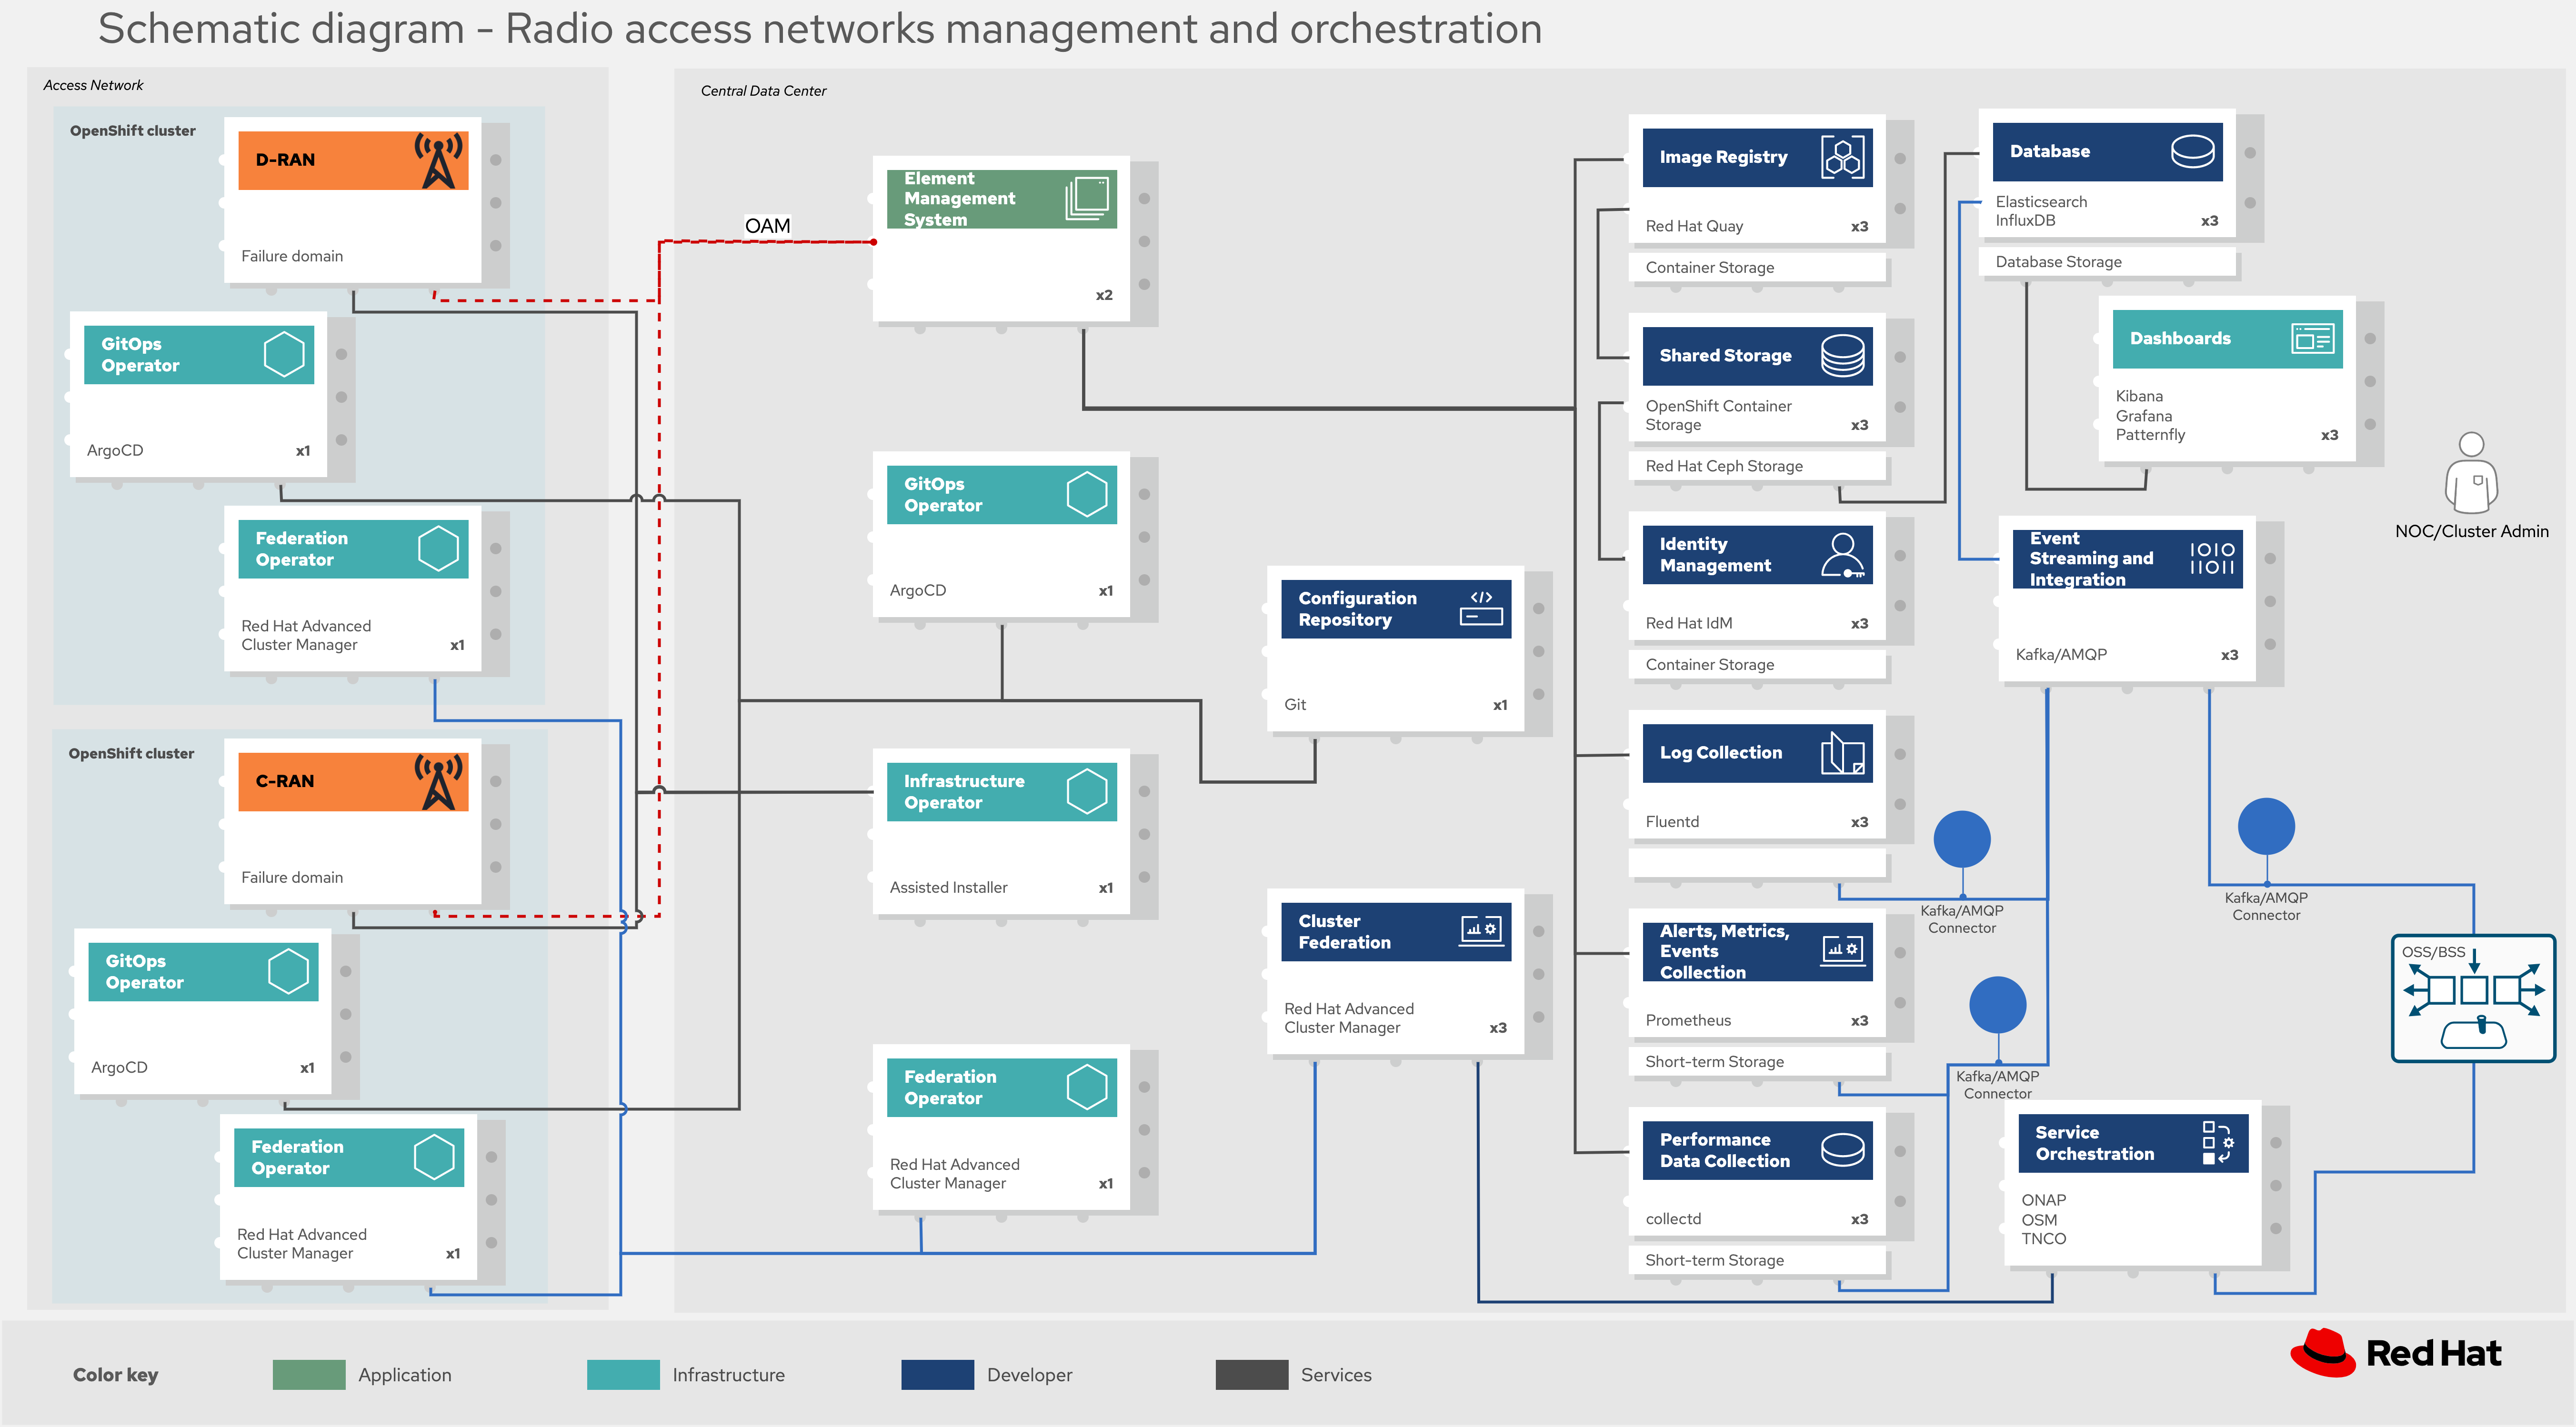 Schematic diagram - Radio access networks management and orchestration
Access Network
OpenShift cluster
D-RAN
Failure domain
GitOps
Operator
ArgoCD
x1
Federation
Operator
Red Hat Advanced
Cluster Manager
x1
OpenShift cluster
C-RAN
Failure domain
GitOps
Operator
ArgoCD
x1
Federation
Operator
Red Hat Advanced
Cluster Manager
x1
Central Data Center
OAM
Element
Management
System
x2
GitOps
Operator
ArgoCD
x1
Infrastructure
Operator
Assisted Installer
x1
Federation
Operator
Red Hat Advanced
Cluster Manager
x1
Configuration
Repository
</>
Git
x1
Cluster
Federation
Red Hat Advanced
Cluster Manager
x3
Image Registry
Red Hat Quay
x3
Container Storage
Shared Storage
OpenShift Container
Storage
x3
Red Hat Ceph Storage
Identity
Management
Red Hat IdM
x3
Container Storage
Log Collection
Fluentd
x3
Alerts, Metrics,
Events
Collection
Prometheus
x3
Short-term Storage
Performance
Data Collection
collectd
x3
Short-term Storage
Database
Elasticsearch
InfluxDB
x3
Database Storage
Dashboards
Kibana
Grafana
Patternfly
x3
NOC/Cluster Admin
Event
Streaming and
Integration
1010
11011
Kafka/AMQP
x3
Kafka/AMQP
Connector
Kafka/AMQP
Connector
Kafka/AMQP
Connector
OSS/BSS
Service
Orchestration
ONAP
OSM
TNCO
Color key
Application
Infrastructure
Developer
Services
Red Hat